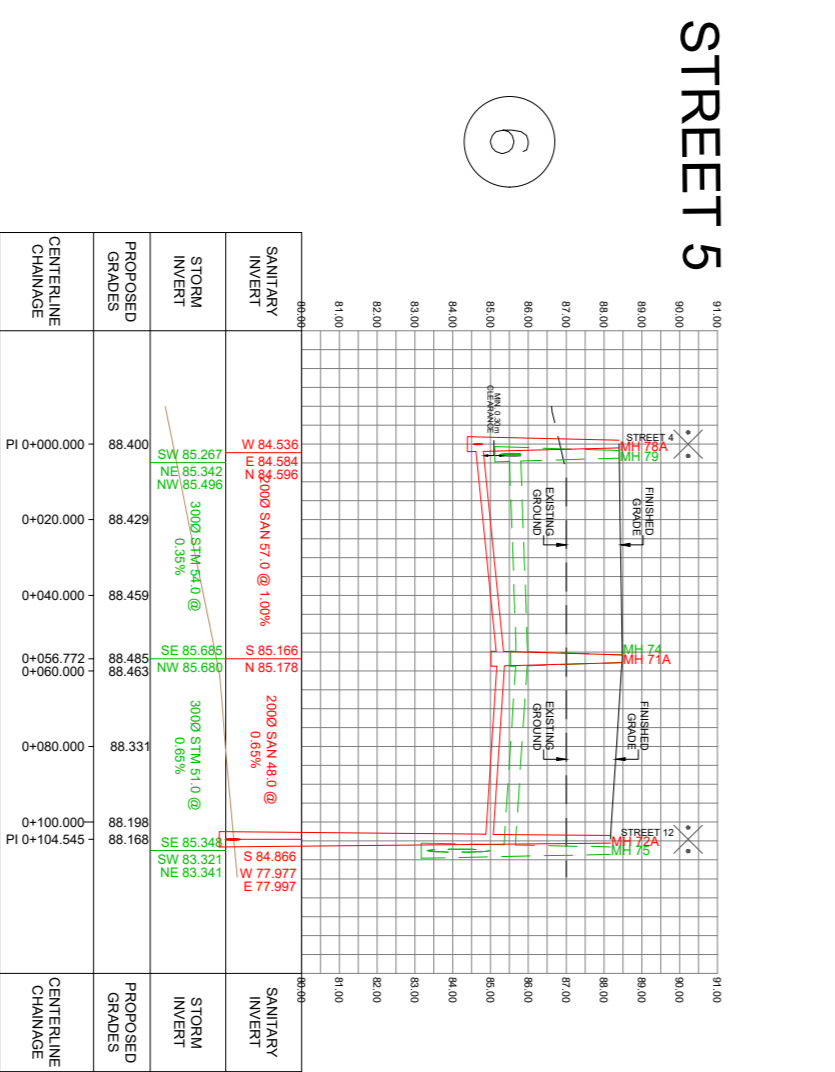 STREET 5
6
91.00
90.00
89.00
88.00
87.00
86.00
85.00
84.00
83.00
82.00
81.00
80.00
SANITARY
INVERT
STORM
INVERT
PROPOSED
GRADES
CENTERLINE
CHAINAGE
STREET 4
MH 78A
MH 79
MIN. 0.30m
CLEARANCE
FINISHED
GRADE
EXISTING
GROUND
MH 74
MH 71A
FINISHED
GRADE
EXISTING
GROUND
STREET 12
MH 72A
MH 75
W 84.536
E 84.584
N 84.596
200Ø SAN 57.0 @ 1.00%
S 85.166
N 85.178
200Ø SAN 48.0 @
0.65%
S 84.866
W 77.977
E 77.997
SW 85.267
NE 85.342
NW 85.496
300Ø STM 54.0 @
0.35%
SE 85.685
NW 85.680
300Ø STM 51.0 @
0.65%
SE 85.348
SW 83.321
NE 83.341
88.400
88.429
88.459
88.485
88.463
88.331
88.198
88.168
PI 0+000.000
0+020.000
0+040.000
0+056.772
0+060.000
0+080.000
0+100.000
PI 0+104.545
91.00
90.00
89.00
88.00
87.00
86.00
85.00
84.00
83.00
82.00
81.00
80.00
SANITARY
INVERT
STORM
INVERT
PROPOSED
GRADES
CENTERLINE
CHAINAGE